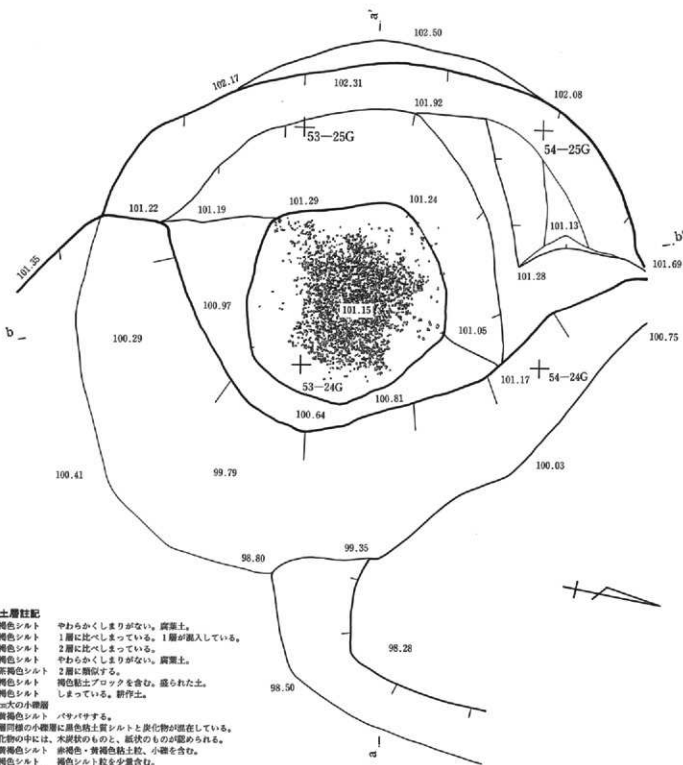 a'
102.50
102.17
102.31
102.08
101.92
53—25G
54—25G
101.22
101.19
101.29
101.24
101.13
b'
101.35
101.28
101.69
100.97
101.15
b
100.29
101.05
100.75
53—24G
101.17
54—24G
100.81
100.64
100.41
99.79
100.03
98.80
99.35
98.28
98.50
a
土層註記
褐色シルト やわらかくしまりがない。腐葉土。
褐色シルト 1層に比べしまっている。1層が混入している。
褐色シルト 2層に比べしまっている。
褐色シルト やわらかくしまりがない。腐葉土。
茶褐色シルト 2層に類似する。
褐色シルト 褐色粘土ブロックを含む。盛られた土。
褐色シルト しまっている。耕作土。
大の小礫層
黄褐色シルト パサパサする。
層同様の小礫層に黒色粘土質シルトと炭化物が混在している。
化物の中には、木炭状のものと、紙状のものが認められる。
黄褐色シルト 赤褐色・黄褐色粘土粒、小礫を含む。
褐色シルト 褐色シルト粒を少量含む。